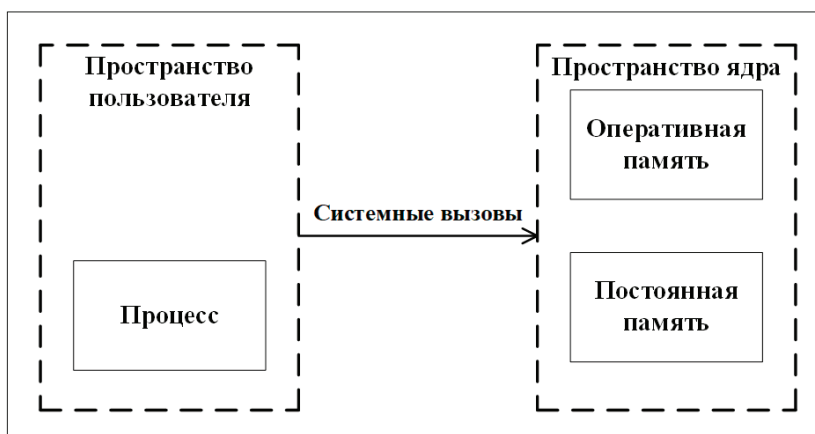 Пространство
пользователя
Процесс
Системные вызовы
Пространство ядра
Оперативная
память
Постоянная
память